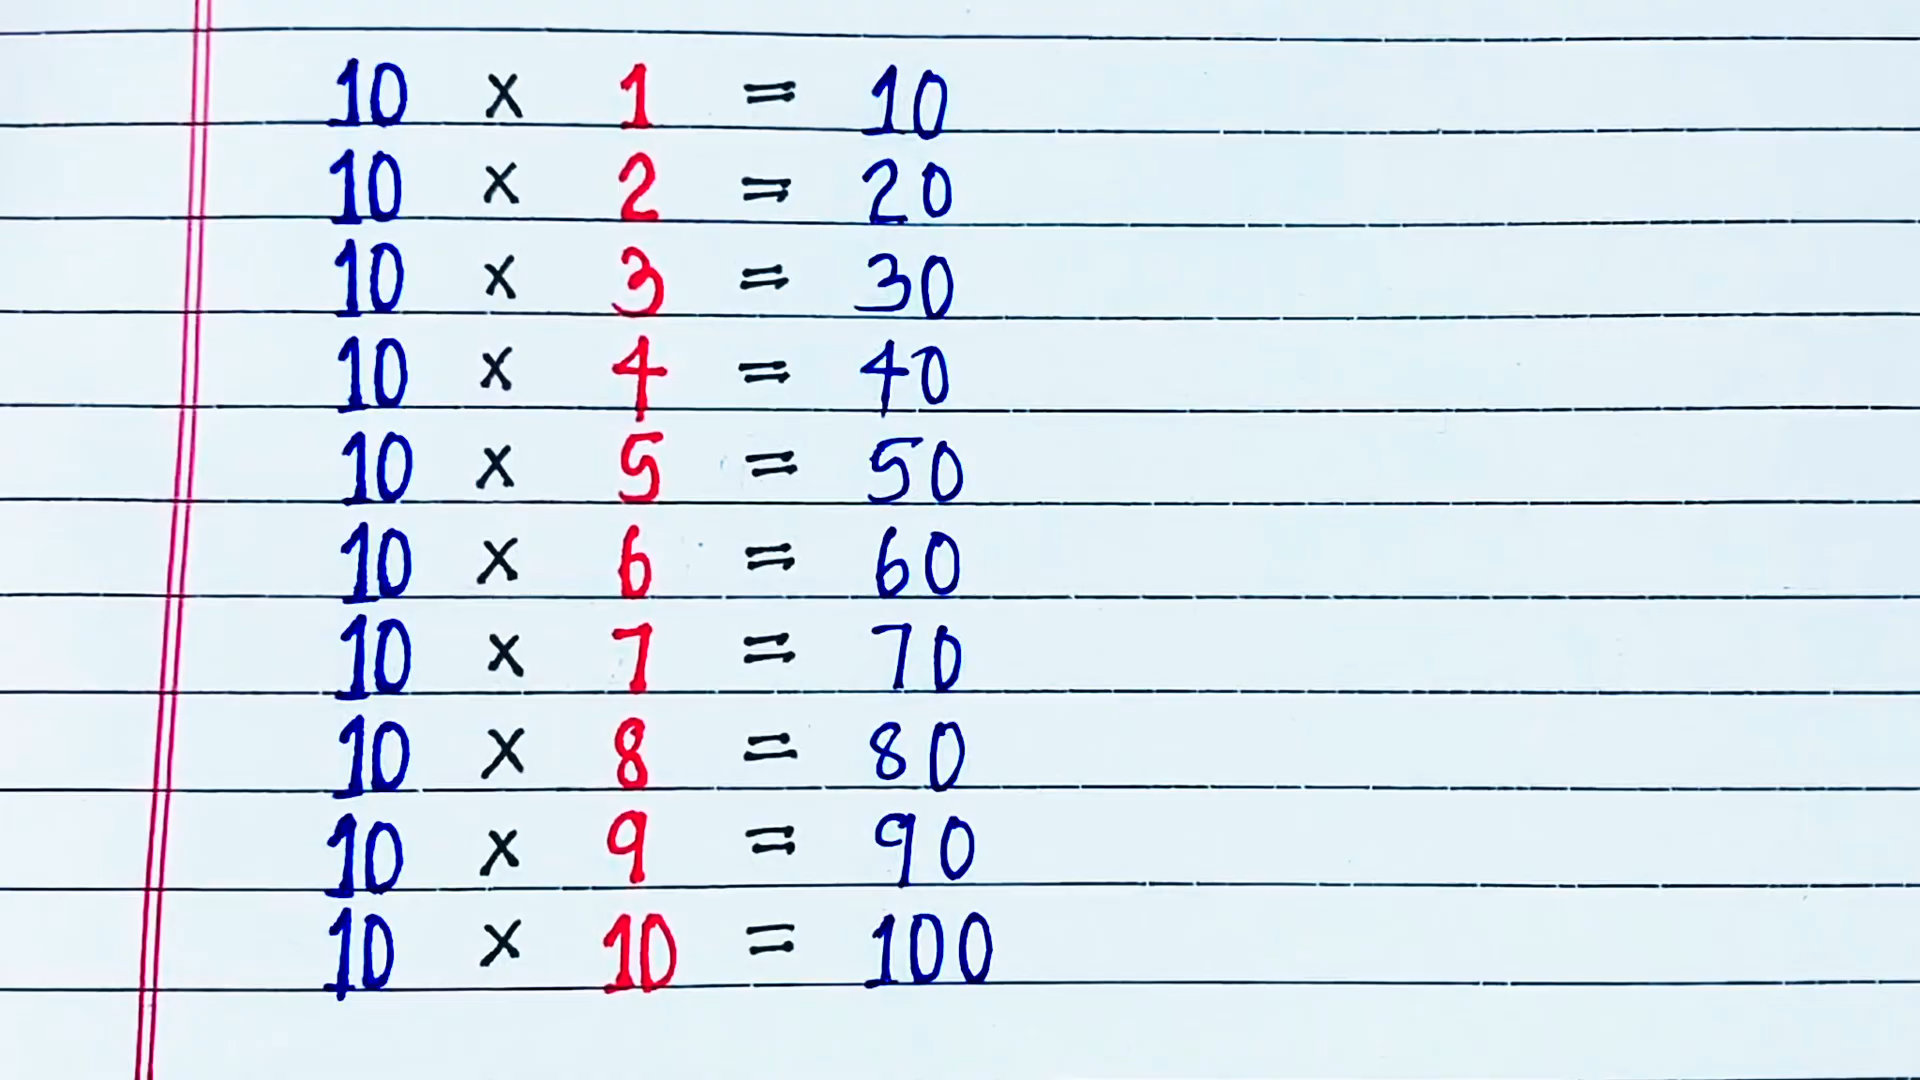 10 × 1 = 10
10 × 2 = 20
10 × 3 = 30
10 × 4 = 40
10 × 5 = 50
10 × 6 = 60
10 × 7 = 70
10 × 8 = 80
10 × 9 = 90
10 × 10 = 100